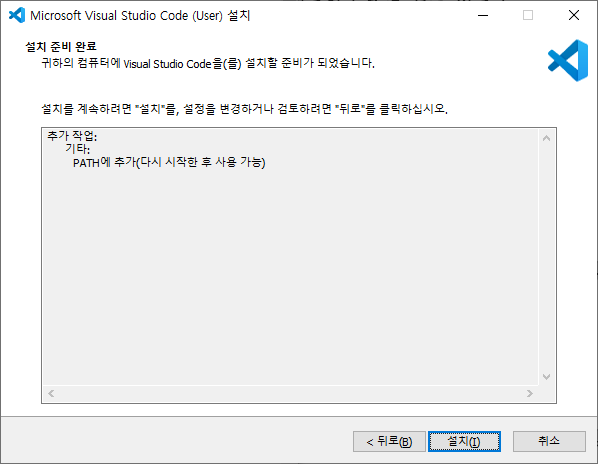 Microsoft Visual Studio Code (User) 설치
설치 준비 완료
귀하의 컴퓨터에 Visual Studio Code을(를) 설치할 준비가 되었습니다.
설치를 계속하려면 "설치"를, 설정을 변경하거나 검토하려면 "뒤로"를 클릭하십시오.
추가 작업:
기타:
PATH에 추가(다시 시작한 후 사용 가능)
< 뒤로(B)
설치(I)
취소